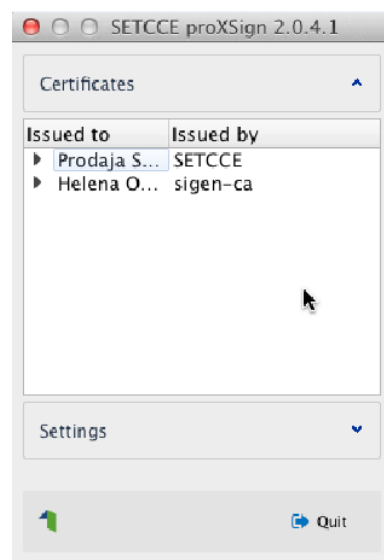 SETCCE proXSign 2.0.4.1
Certificates
Issued to Issued by
Prodaja S... SETCCE
Helena O... sigen-ca
Settings
Quit